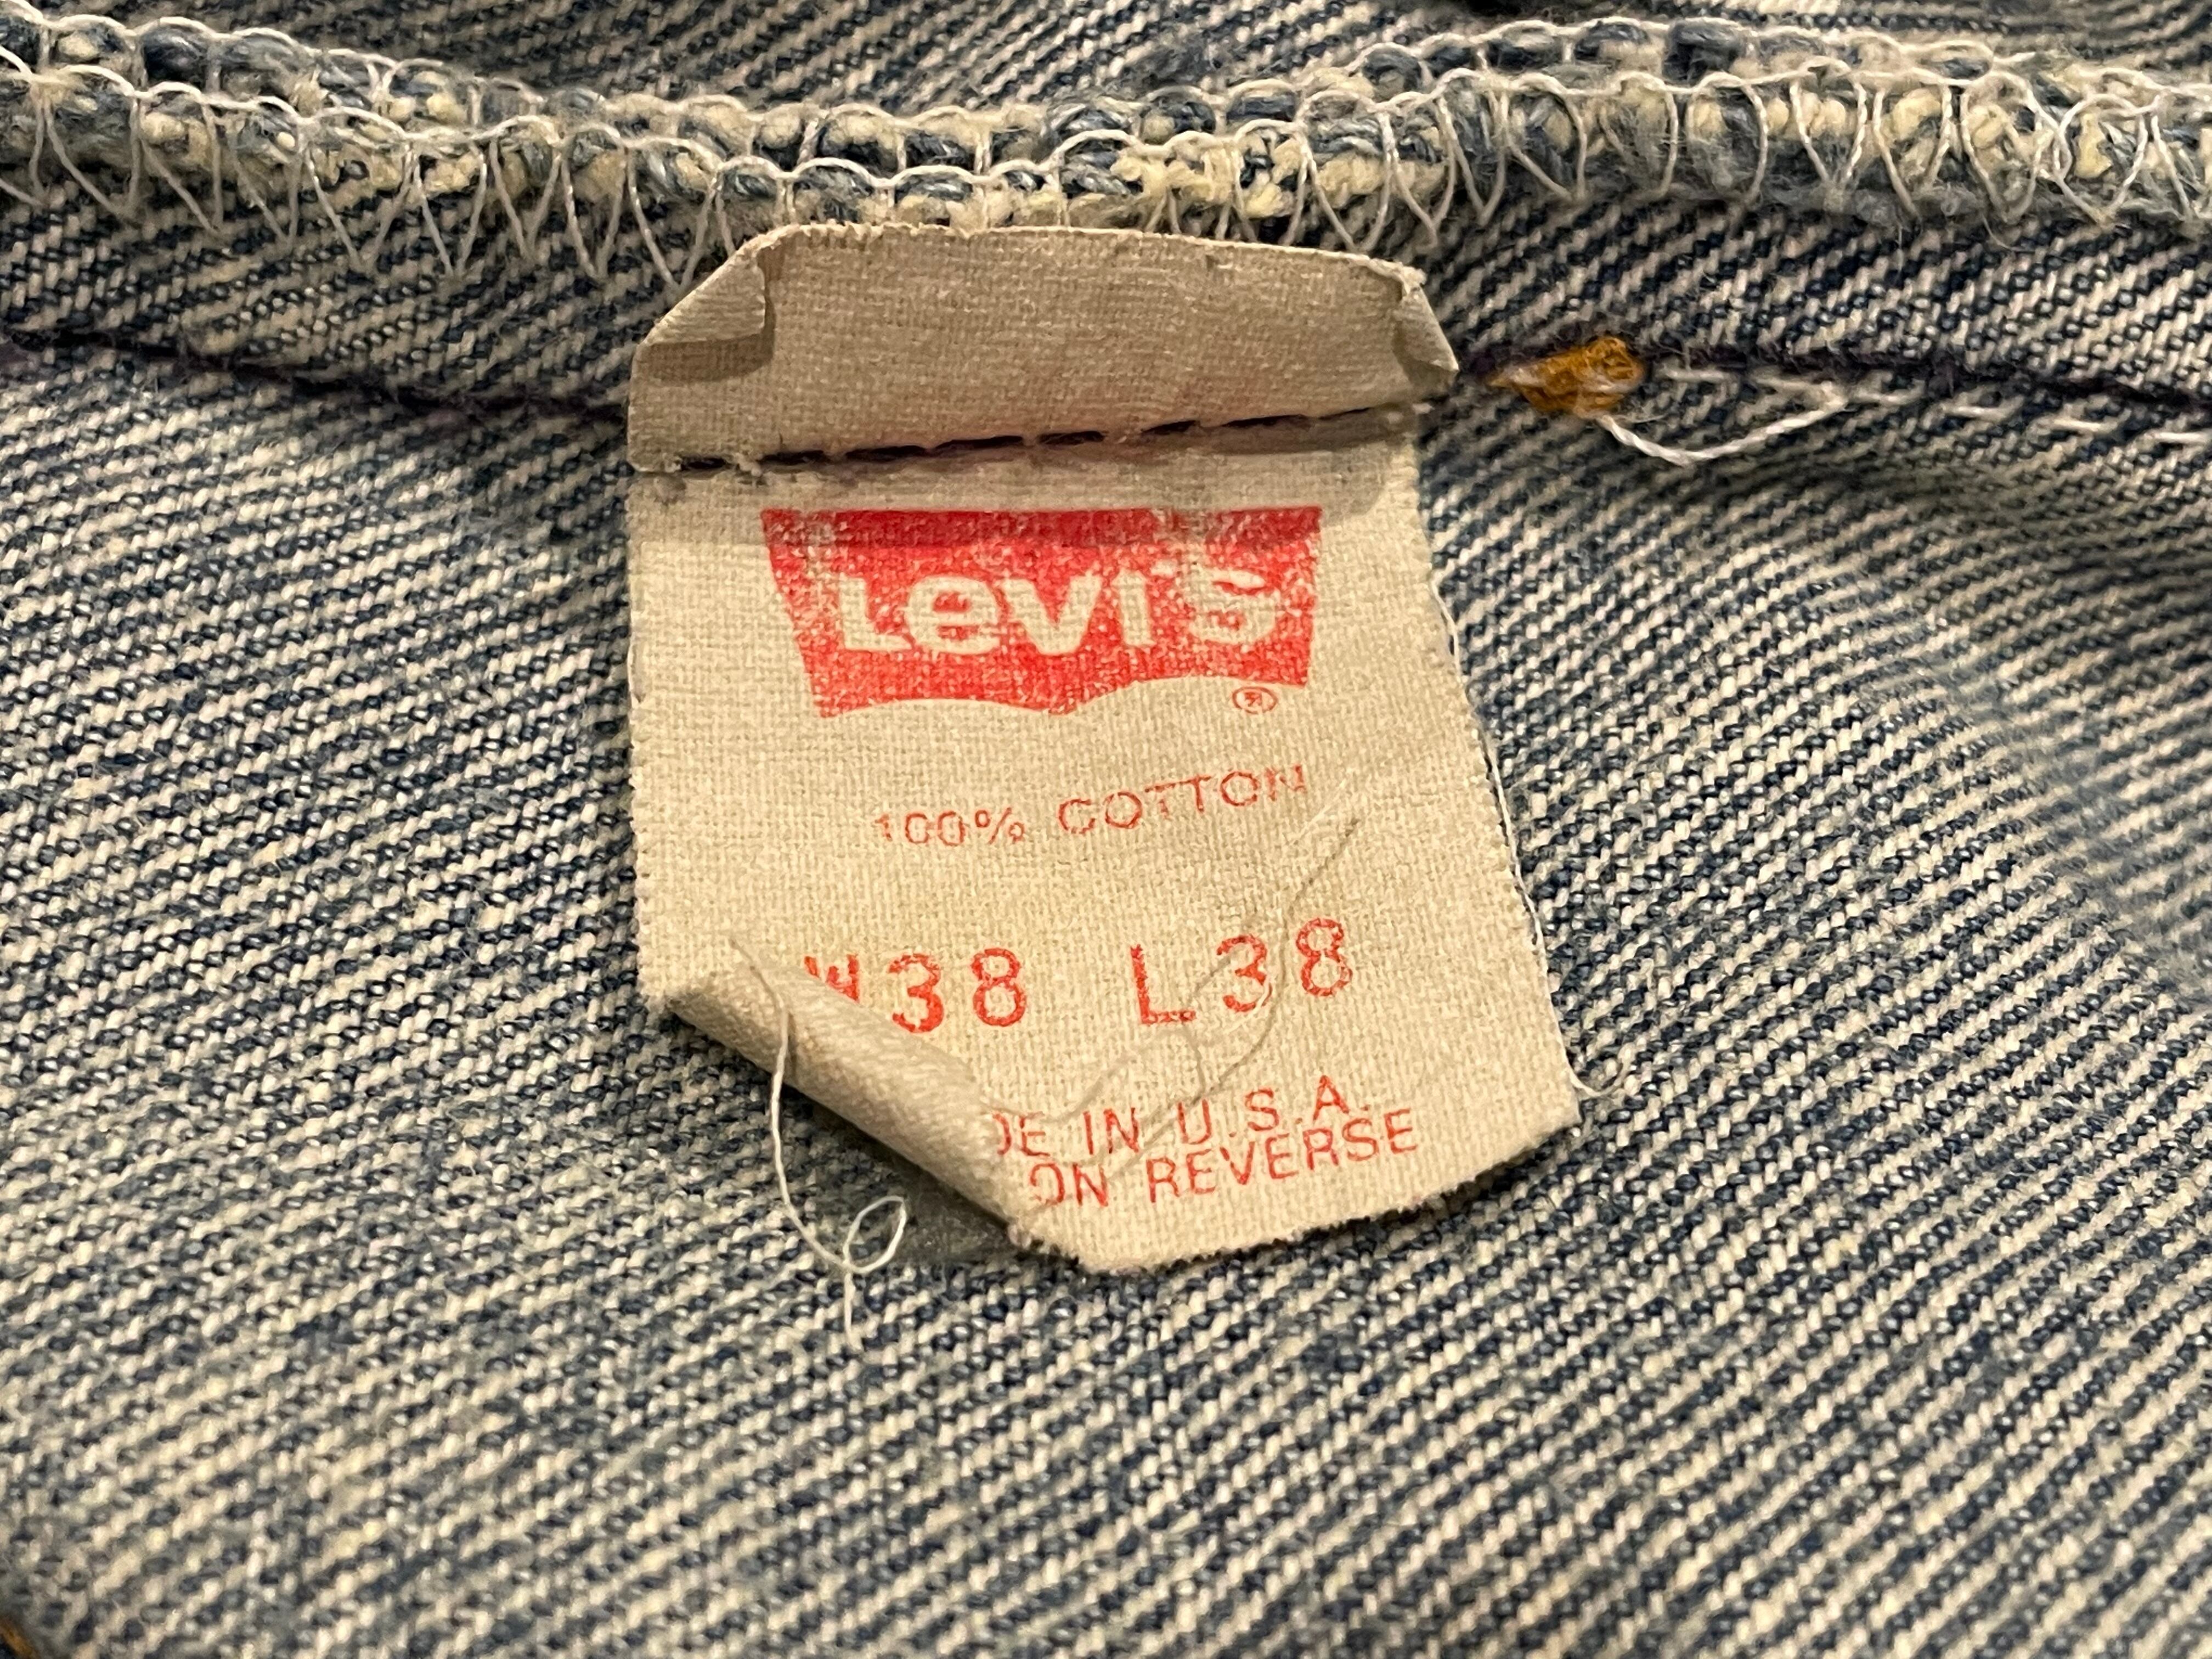 Levi's ®
100% COTTON
W38 L38
DE IN U.S.A.
ON REVERSE